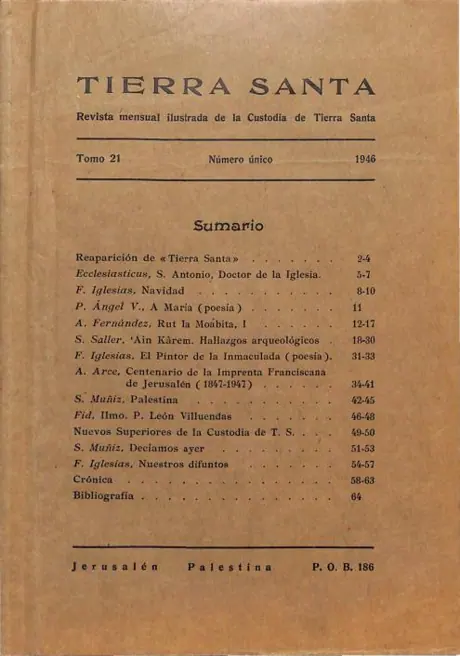 TIERRA SANTA
Revista mensual ilustrada de la Custodia de Tierra Santa
Tomo 21 Número único 1946
Sumario
Reaparición de «Tierra Santa» . . . . . . . 2-4
Ecclesiasticus, S. Antonio, Doctor de la Iglesia. 5-7
F. Iglesias, Navidad . . . . . . . . . . . 8-10
P. Ángel V., A María (poesía) . . . . . . . 11
A. Fernández, Rut la Moabita, I . . . . . . 12-17
S. Saller, 'Ain Kârem. Hallazgos arqueológicos . 18-30
F. Iglesias, El Pintor de la Inmaculada (poesía). 31-33
A. Arce, Centenario de la Imprenta Franciscana
de Jerusalén (1847-1947) . . . . . . 34-41
S. Muñiz, Palestina . . . . . . . . . . 42-45
Fid, Ilmo. P. León Villuendas . . . . . . 46-48
Nuevos Superiores de la Custodia de T. S. . . . 49-50
S. Muñiz, Decíamos ayer . . . . . . . . 51-53
F. Iglesias, Nuestros difuntos . . . . . . . 54-57
Crónica . . . . . . . . . . . . . . 58-63
Bibliografía . . . . . . . . . . . . . 64
Jerusalén Palestina P. O. B. 186